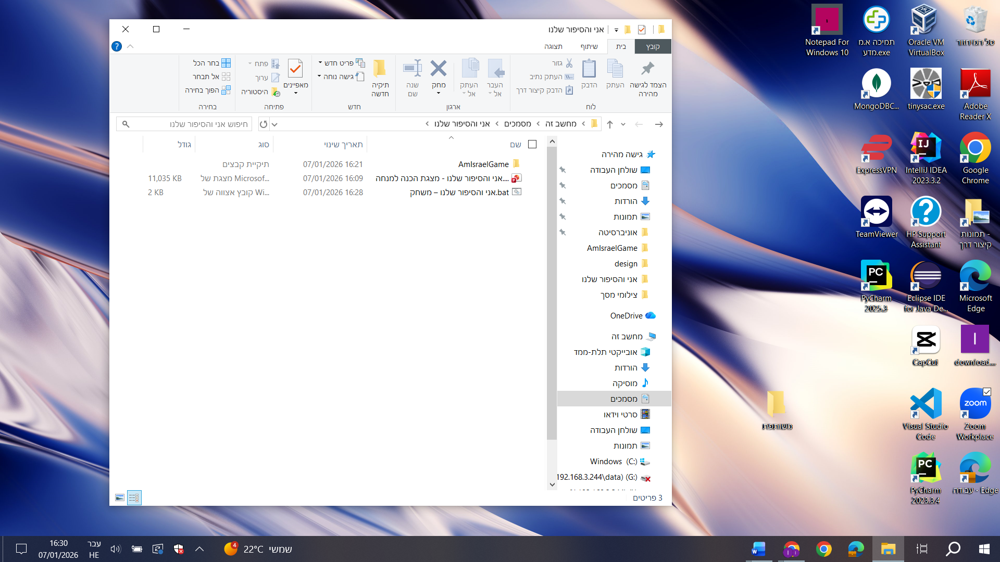 אני והסיפור שלנו
קובץ
בית
שיתוף
תצוגה
הצמד לגישה
מהירה
העתק
הדבק
גזור
העתק נתיב
הדבק קיצור דרך
לוח
העבר
אל
העתק
אל
מחק
שנה
שם
ארגון
תיקיה
חדשה
פריט חדש
גישה נוחה
חדש
מאפיינים
פתח
ערוך
היסטוריה
פתיחה
בחר הכל
אל תבחר
הפוך בחירה
בחירה
מחשב זה
מסמכים
אני והסיפור שלנו
חיפוש אני והסיפור שלנו
שם
תאריך שינוי
סוג
גודל
AmIsraelGame
07/01/2026 16:21
תיקיית קבצים
אני והסיפור שלנו - מצגת הכנה למנחה....
07/01/2026 16:09
מצגת של Microsof...
11,035 KB
אני והסיפור שלנו – משחק.bat
07/01/2026 16:28
קובץ אצווה של Wi...
2 KB
גישה מהירה
שולחן העבודה
מסמכים
הורדות
תמונות
אוניברסיטה
AmIsraelGame
design
אני והסיפור שלנו
צילומי מסך
OneDrive
מחשב זה
אובייקטי תלת-ממד
הורדות
מוסיקה
מסמכים
סרטי וידאו
שולחן העבודה
תמונות
Windows (C:)
192.168.3.244\data) (G:)
3 פריטים
סל המיחזור
Oracle VM
VirtualBox
תמיכה א.מ
מדע.exe
Notepad For
Windows 10
Adobe
Reader X
tinysac.exe
MongoDBC...
Google
Chrome
IntelliJ IDEA
2023.3.2
ExpressVPN
תמונות -
קיצור דרך
HP Support
Assistant
TeamViewer
Microsoft
Edge
Eclipse IDE
for Java De...
PyCharm
2025.3
download....
CapCut
Zoom
Workplace
Visual Studio
Code
משותפת
עבודה - Edge
PyCharm
2023.3.4
zoom
IJ
PC
PC
I
שמשי 22°C
4
עבר
HE
16:30
07/01/2026